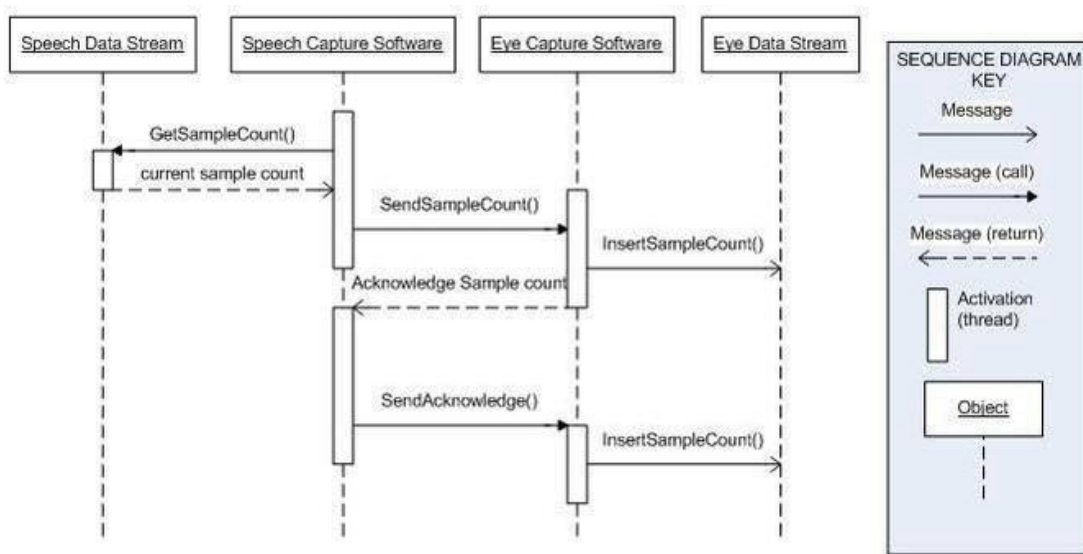 Speech Data Stream
Speech Capture Software
Eye Capture Software
Eye Data Stream
GetSampleCount()
current sample count
SendSampleCount()
InsertSampleCount()
Acknowledge Sample count
SendAcknowledge()
InsertSampleCount()
SEQUENCE DIAGRAM
KEY
Message
Message (call)
Message (return)
Activation
(thread)
Object